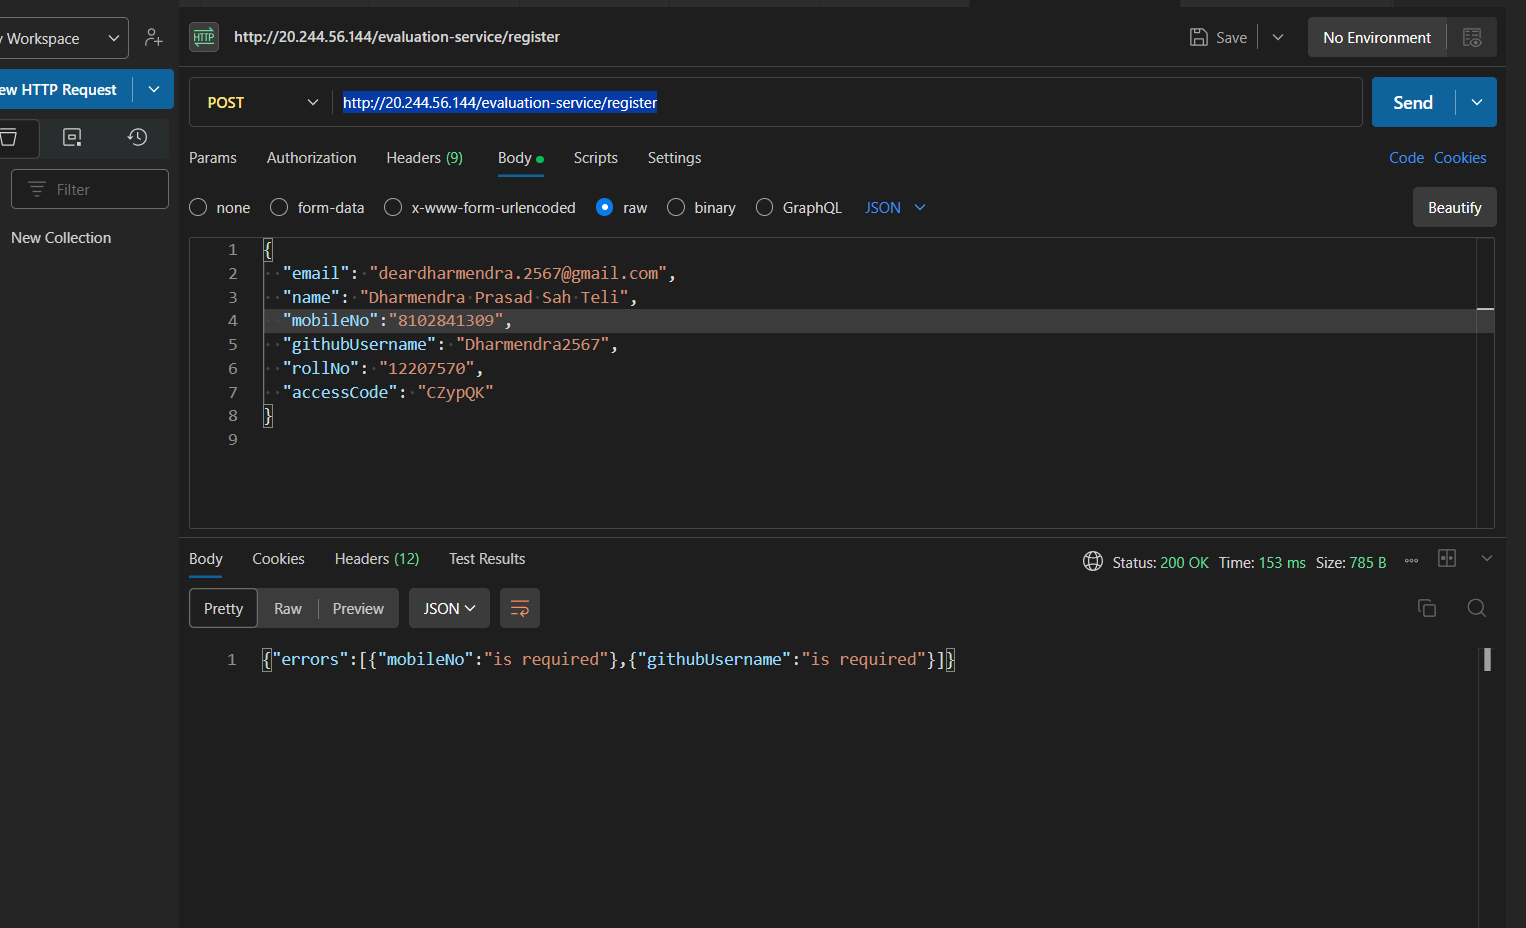 y Workspace
HTTP http://20.244.56.144/evaluation-service/register
Save
No Environment
ew HTTP Request
POST http://20.244.56.144/evaluation-service/register
Send
Params Authorization Headers (9) Body Scripts Settings
Code Cookies
Filter
none form-data x-www-form-urlencoded raw binary GraphQL JSON
Beautify
New Collection
1 {
2 "email": "deardharmendra.2567@gmail.com",
3 "name": "Dharmendra Prasad Sah Teli",
4 "mobileNo":"8102841309",
5 "githubUsername": "Dharmendra2567",
6 "rollNo": "12207570",
7 "accessCode": "CZypQK"
8 }
9
Body Cookies Headers (12) Test Results
Status: 200 OK Time: 153 ms Size: 785 B
Pretty Raw Preview JSON
1 {"errors":[{"mobileNo":"is required"},{"githubUsername":"is required"}]}